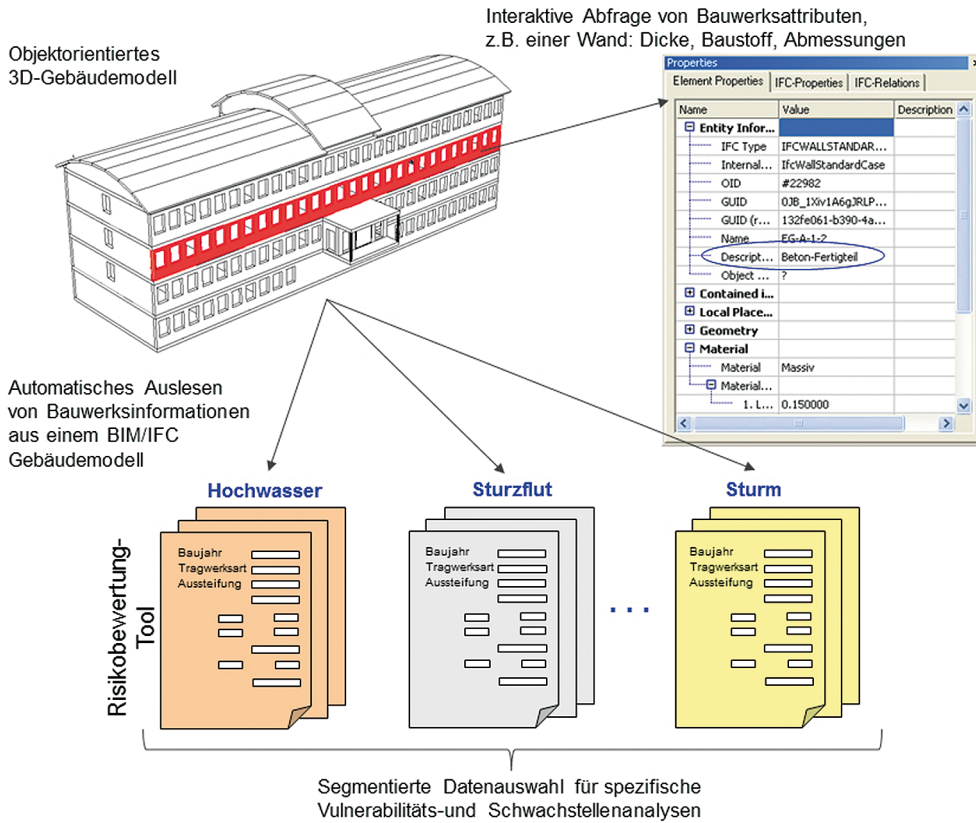 Objektorientiertes
3D-Gebäudemodell
Interaktive Abfrage von Bauwerksattributen,
z.B. einer Wand: Dicke, Baustoff, Abmessungen
Properties
Element Properties IFC-Properties IFC-Relations
Name Value Description
Entity Infor...
IFC Type IFCWALLSTANDAR...
Internal... IfcWallStandardCase
OID #22982
GUID 0JB_1Xiv1A6gJRLP...
GUID (r... 132fe061-b390-4a...
Name EG-A-1-2
Descript... Beton-Fertigteil
Object ... ?
Contained i...
Local Place...
Geometry
Material
Material Massiv
Material...
1. L... 0.150000
Automatisches Auslesen
von Bauwerksinformationen
aus einem BIM/IFC
Gebäudemodell
Risikobewertung-
Tool
Hochwasser
Baujahr
Tragwerksart
Aussteifung
Sturzflut
Baujahr
Tragwerksart
Aussteifung
...
Sturm
Baujahr
Tragwerksart
Aussteifung
Segmentierte Datenauswahl für spezifische
Vulnerabilitäts-und Schwachstellenanalysen